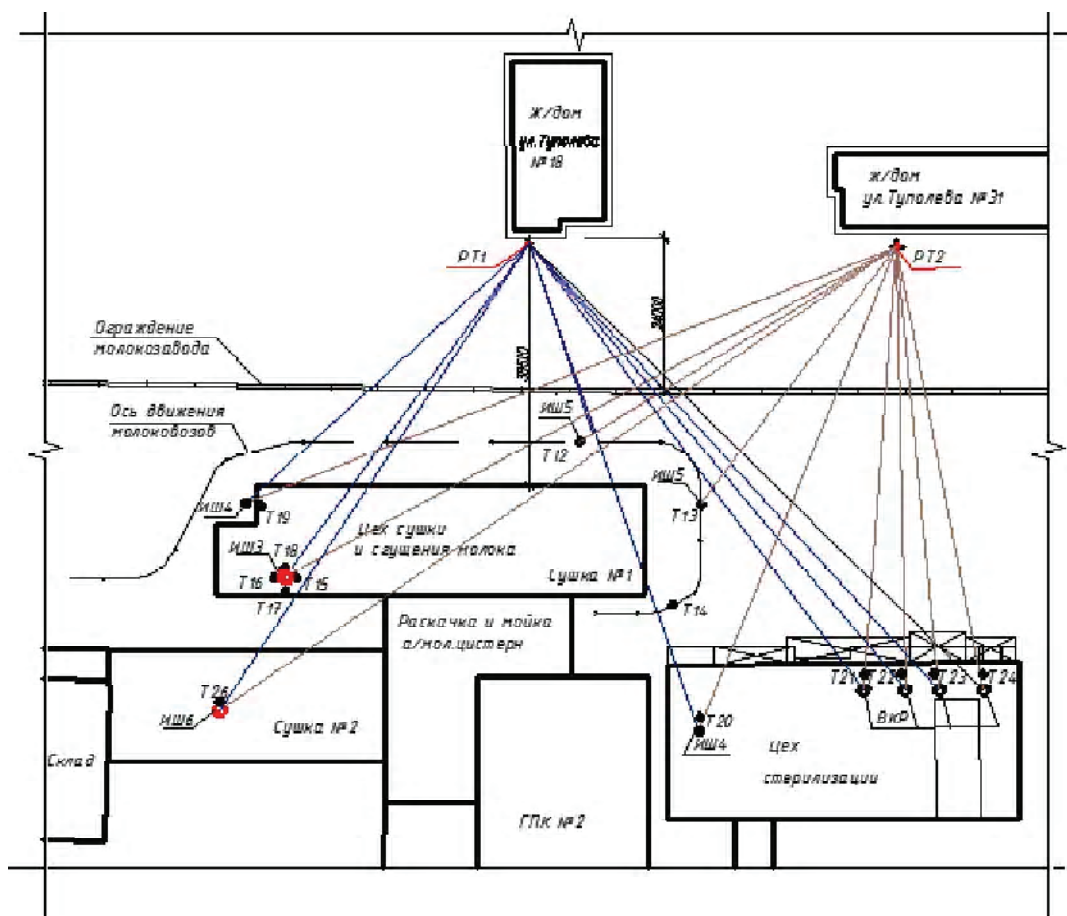 Ж/дом
ул.Туполева
№18
Ж/дом
ул.Туполева №31
РТ1
РТ2
24000
Ограждение
молокозавода
Ось движения
молоковозов
ИШ5
Т12
ИШ5
Т13
ИШ4
Т19
Цех сушки
и сгущения молока
ИШ3
Т18
Т16
Т15
Т17
Сушка №1
Т14
Раскачка и мойка
а/мол.цистерн
Т26
ИШ6
Сушка №2
Склад
ГПК №2
Т21
Т22
Т23
Т24
Т20
ИШ4
ВкР
Цех
стерилизации